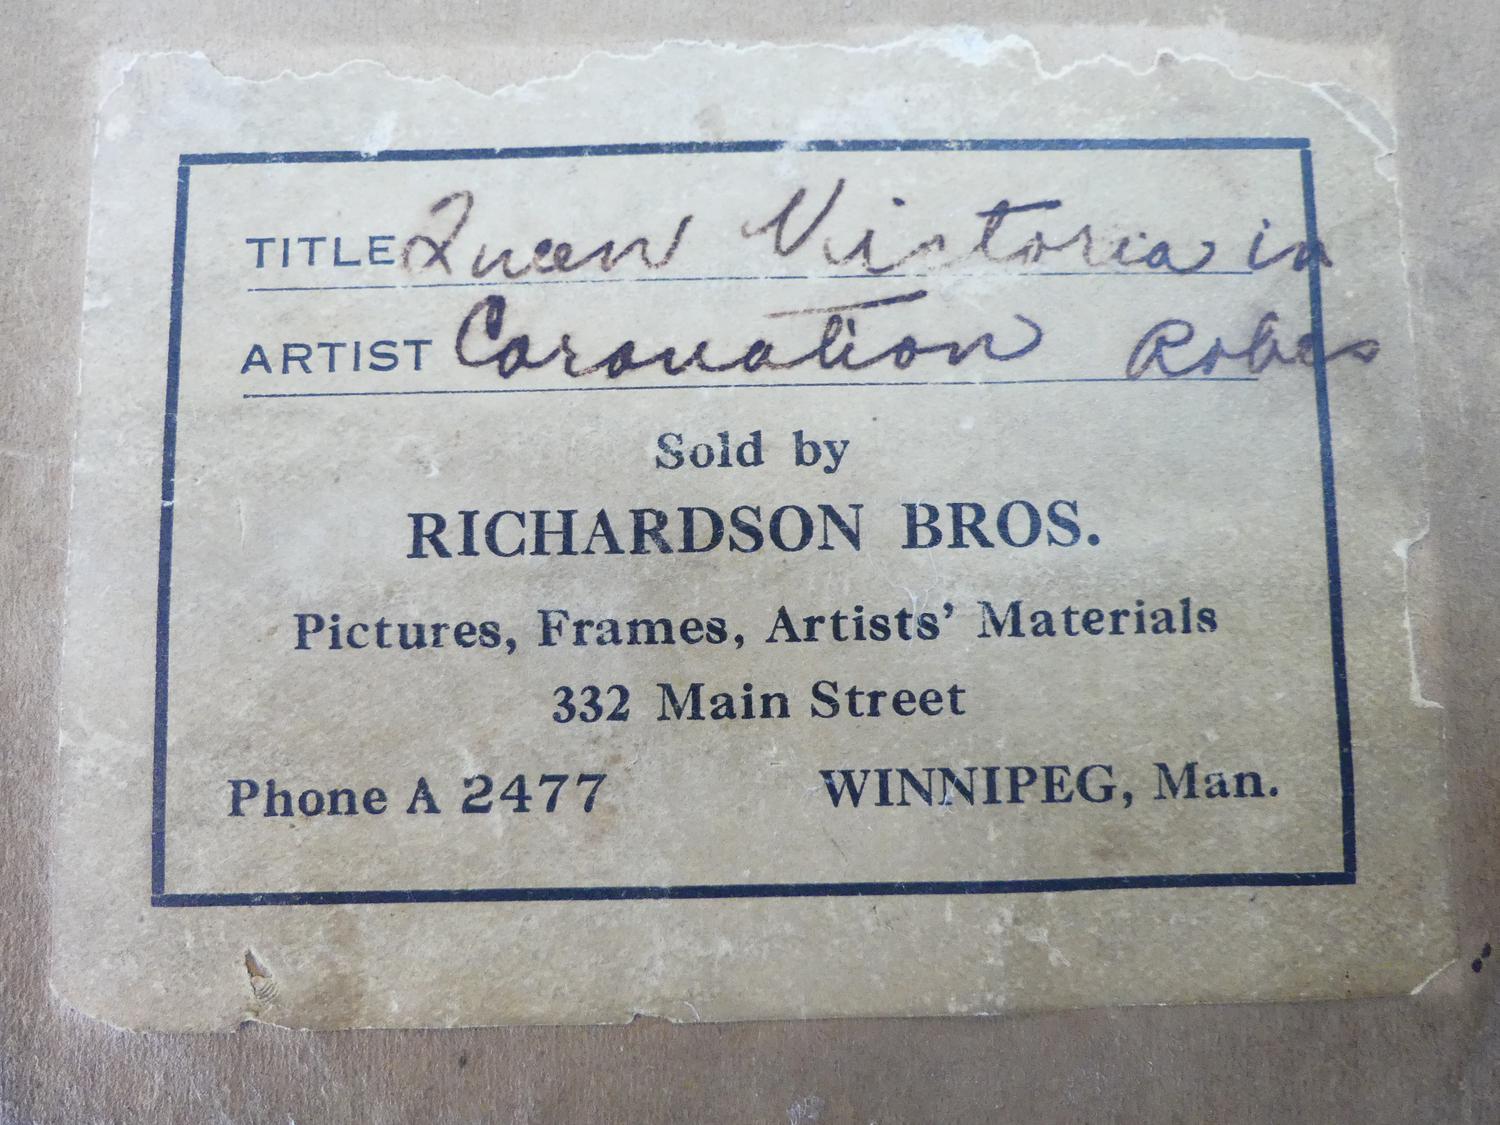 TITLE Queen Victoria in
ARTIST Coronation Robes
Sold by
RICHARDSON BROS.
Pictures, Frames, Artists' Materials
332 Main Street
Phone A 2477 WINNIPEG, Man.